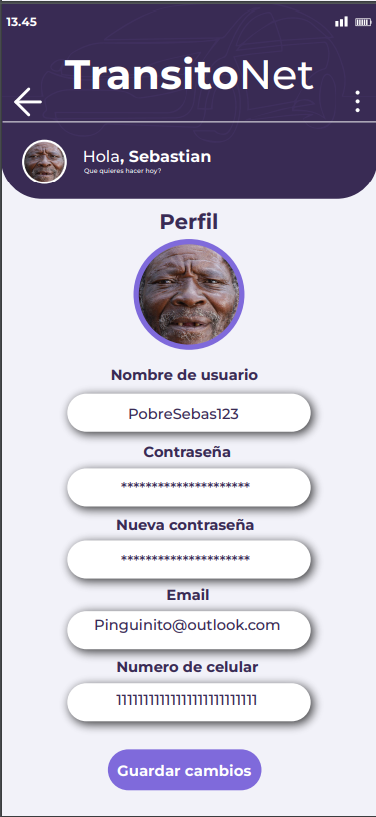 13.45
TransitoNet
Hola, Sebastian
Que quieres hacer hoy?
Perfil
Nombre de usuario
PobreSebas123
Contraseña
*********************
Nueva contraseña
*********************
Email
Pinguinito@outlook.com
Numero de celular
11111111111111111111111111
Guardar cambios